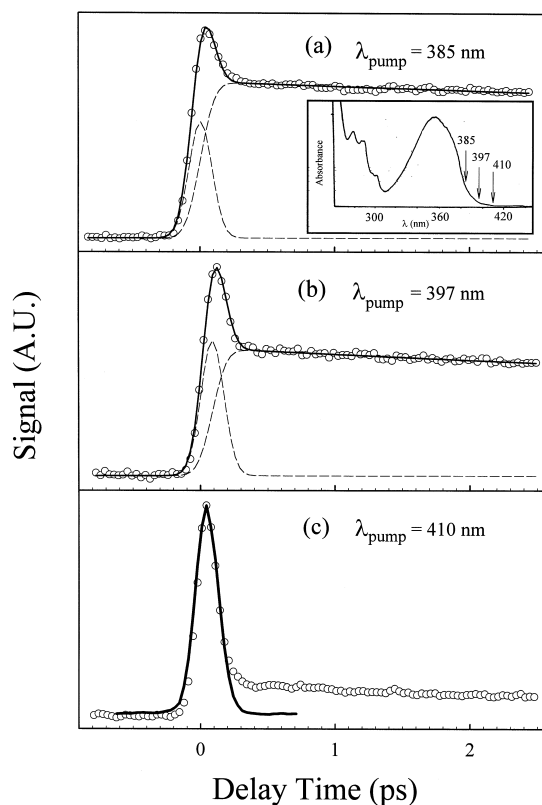 Signal (A.U.)
(a) λpump = 385 nm
Absorbance
385
397
410
300 360 420
λ (nm)
(b) λpump = 397 nm
(c) λpump = 410 nm
0 1 2
Delay Time (ps)